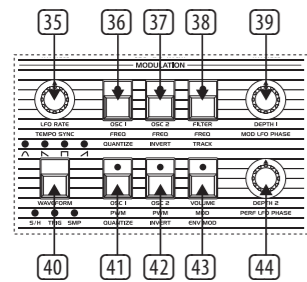 35 36 37 38 39
MODULATION
LFO RATE OSC 1 OSC 2 FILTER DEPTH 1
TEMPO SYNC FREQ FREQ FREQ MOD LFO PHASE
QUANTIZE INVERT TRACK
WAVEFORM OSC 1 OSC 2 VOLUME DEPTH 2
PWM PWM MOD PERF LFO PHASE
S/H TRIG SMP QUANTIZE INVERT ENV MOD
40 41 42 43 44